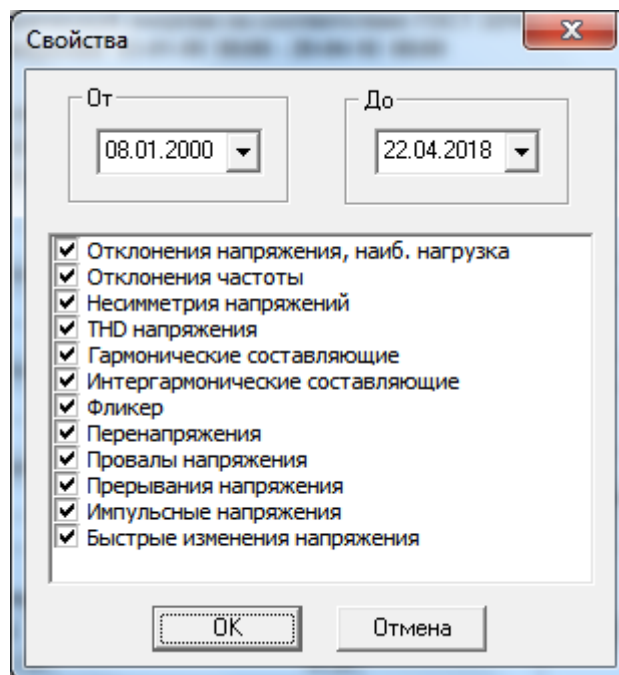 Свойства
От
До
08.01.2000
22.04.2018
Отклонения напряжения, наиб. нагрузка
Отклонения частоты
Несимметрия напряжений
THD напряжения
Гармонические составляющие
Интергармонические составляющие
Фликер
Перенапряжения
Провалы напряжения
Прерывания напряжения
Импульсные напряжения
Быстрые изменения напряжения
OK
Отмена